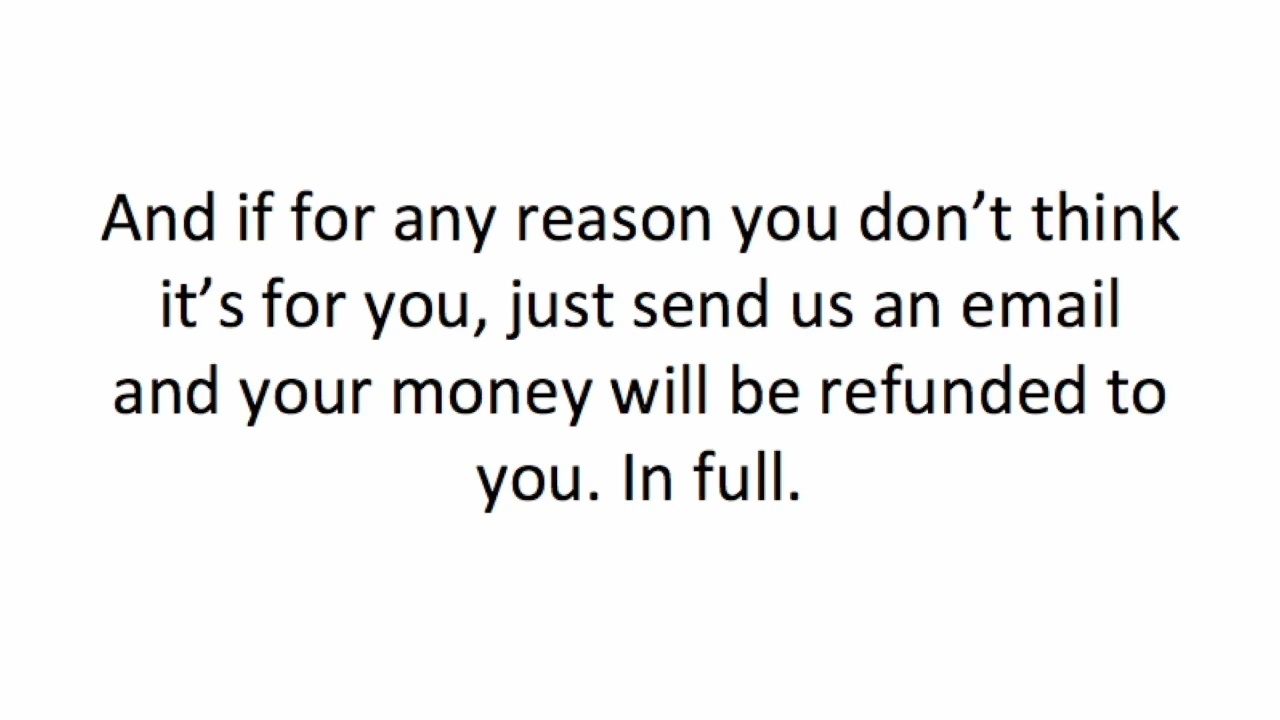 And if for any reason you don’t think
it’s for you, just send us an email
and your money will be refunded to
you. In full.